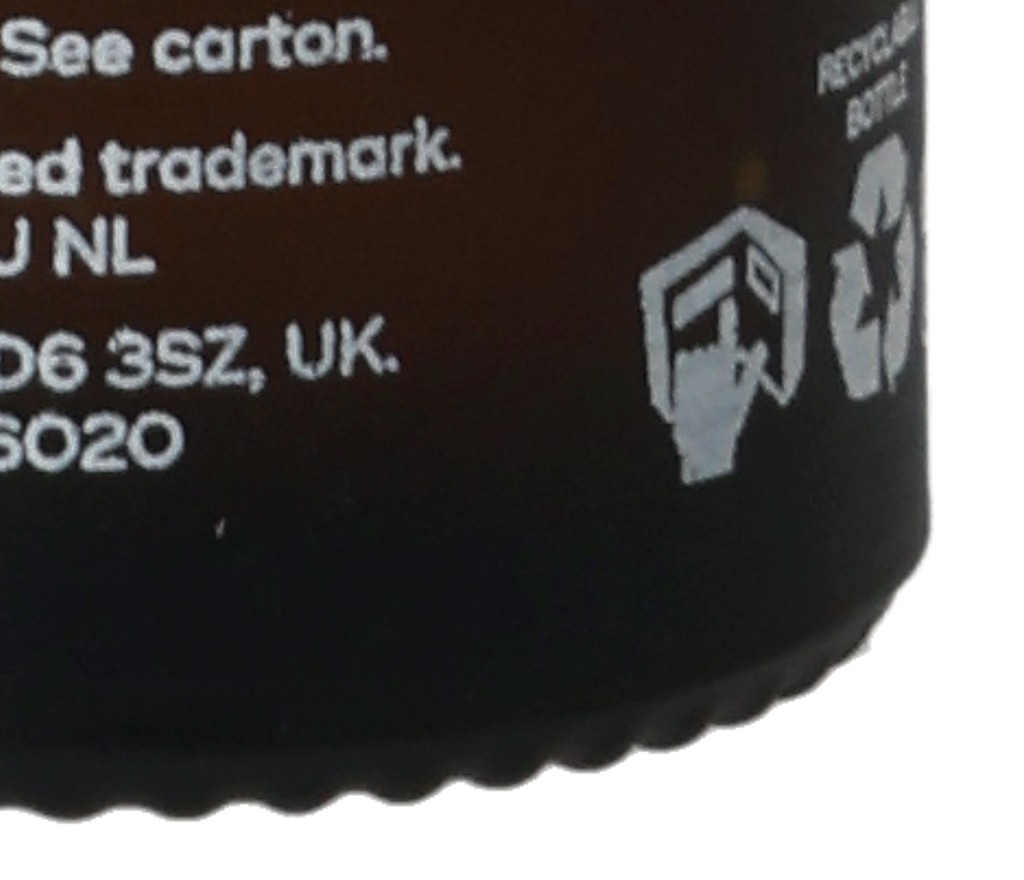 See carton.
ed trademark.
U NL
D6 3SZ, UK.
6020
RECYCLABLE
BOTTLE